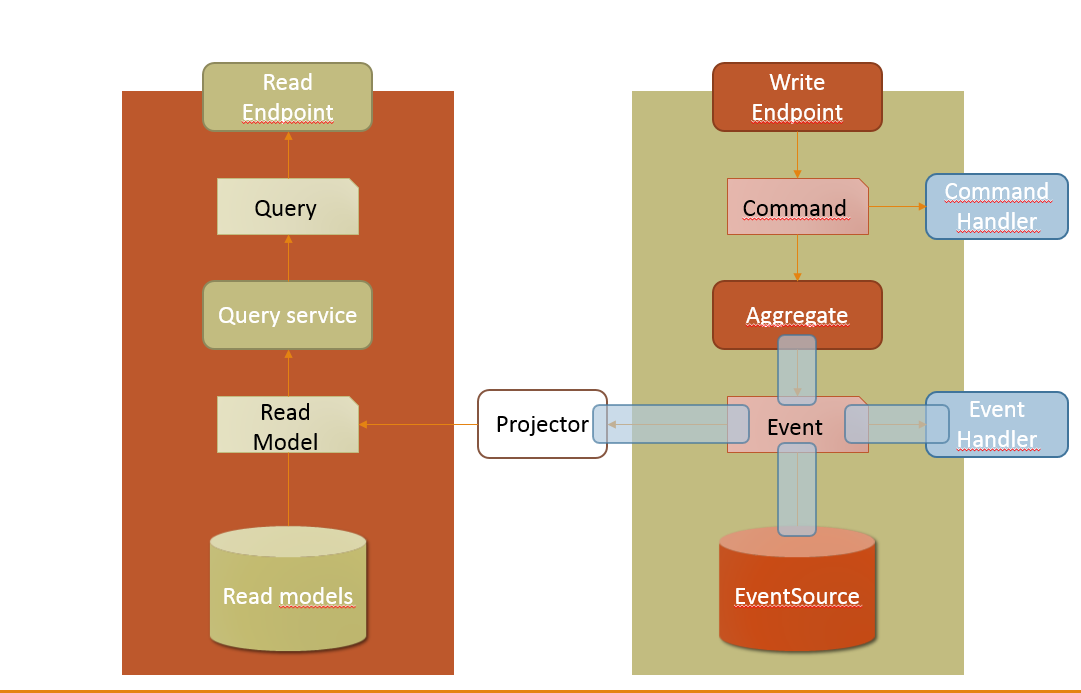 Read
Endpoint
Query
Query service
Read
Model
Read models
Projector
Write
Endpoint
Command
Command
Handler
Aggregate
Event
Event
Handler
EventSource